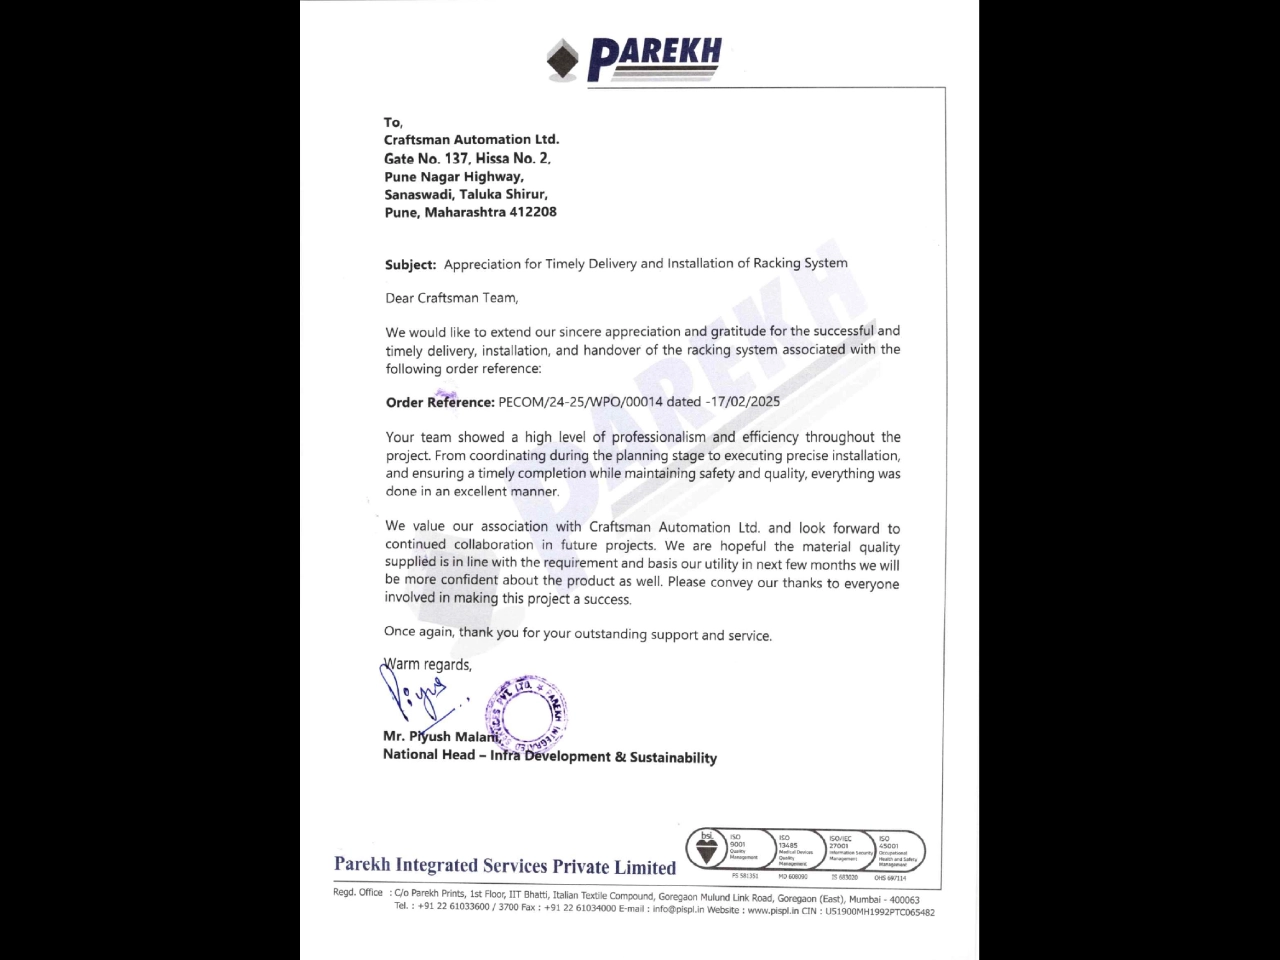 PAREKH
To,
Craftsman Automation Ltd.
Gate No. 137, Hissa No. 2,
Pune Nagar Highway,
Sanaswadi, Taluka Shirur,
Pune, Maharashtra 412208
Subject: Appreciation for Timely Delivery and Installation of Racking System
Dear Craftsman Team,
We would like to extend our sincere appreciation and gratitude for the successful and
timely delivery, installation, and handover of the racking system associated with the
following order reference:
Order Reference: PECOM/24-25/WPO/00014 dated -17/02/2025
Your team showed a high level of professionalism and efficiency throughout the
project. From coordinating during the planning stage to executing precise installation,
and ensuring a timely completion while maintaining safety and quality, everything was
done in an excellent manner.
We value our association with Craftsman Automation Ltd. and look forward to
continued collaboration in future projects. We are hopeful the material quality
supplied is in line with the requirement and basis our utility in next few months we will
be more confident about the product as well. Please convey our thanks to everyone
involved in making this project a success.
Once again, thank you for your outstanding support and service.
Warm regards,
PAREKH INTEGRATED SERVICES PVT. LTD.
Mr. Piyush Malani,
National Head – Infra Development & Sustainability
PAREKH
bsi.
ISO
9001
Quality
Management
ISO
13485
Medical Devices
Quality
Management
ISO/IEC
27001
Information Security
Management
ISO
45001
Occupational
Health and Safety
Management
FS 581351
MD 608090
IS 683020
OHS 697114
Parekh Integrated Services Private Limited
Regd. Office : C/o Parekh Prints, 1st Floor, IIT Bhatti, Italian Textile Compound, Goregaon Mulund Link Road, Goregaon (East), Mumbai - 400063
Tel. : +91 22 61033600 / 3700 Fax : +91 22 61034000 E-mail : info@pispl.in Website : www.pispl.in CIN : U51900MH1992PTC065482